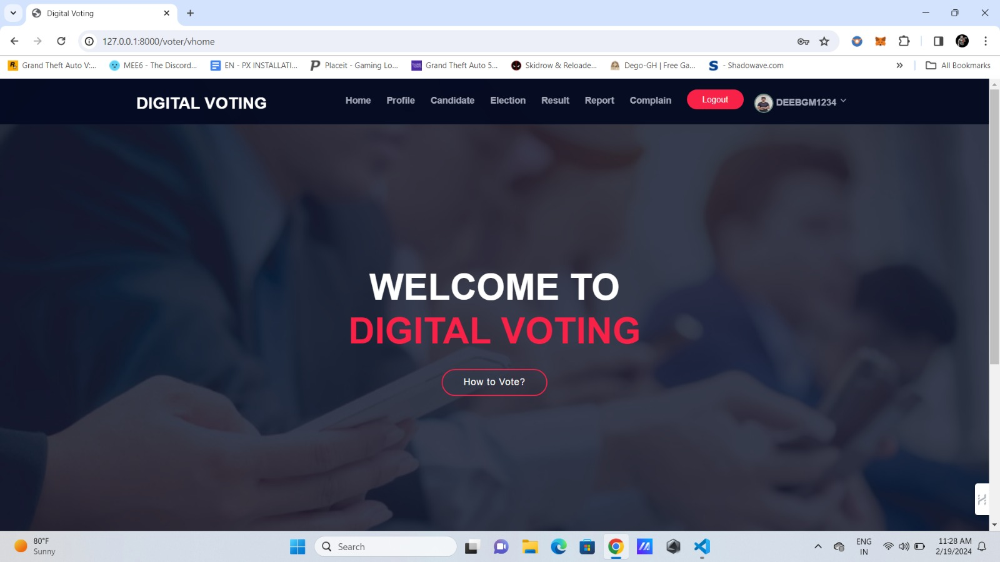 Digital Voting
127.0.0.1:8000/voter/vhome
Grand Theft Auto V:... MEE6 - The Discord... EN - PX INSTALLATI... Placeit - Gaming Lo... Grand Theft Auto 5... Skidrow & Reloade... Dego-GH | Free Ga... S - Shadowave.com » All Bookmarks
DIGITAL VOTING Home Profile Candidate Election Result Report Complain Logout DEEBGM1234
WELCOME TO
DIGITAL VOTING
How to Vote?
80°F
Sunny
Search
ENG
IN
11:28 AM
2/19/2024